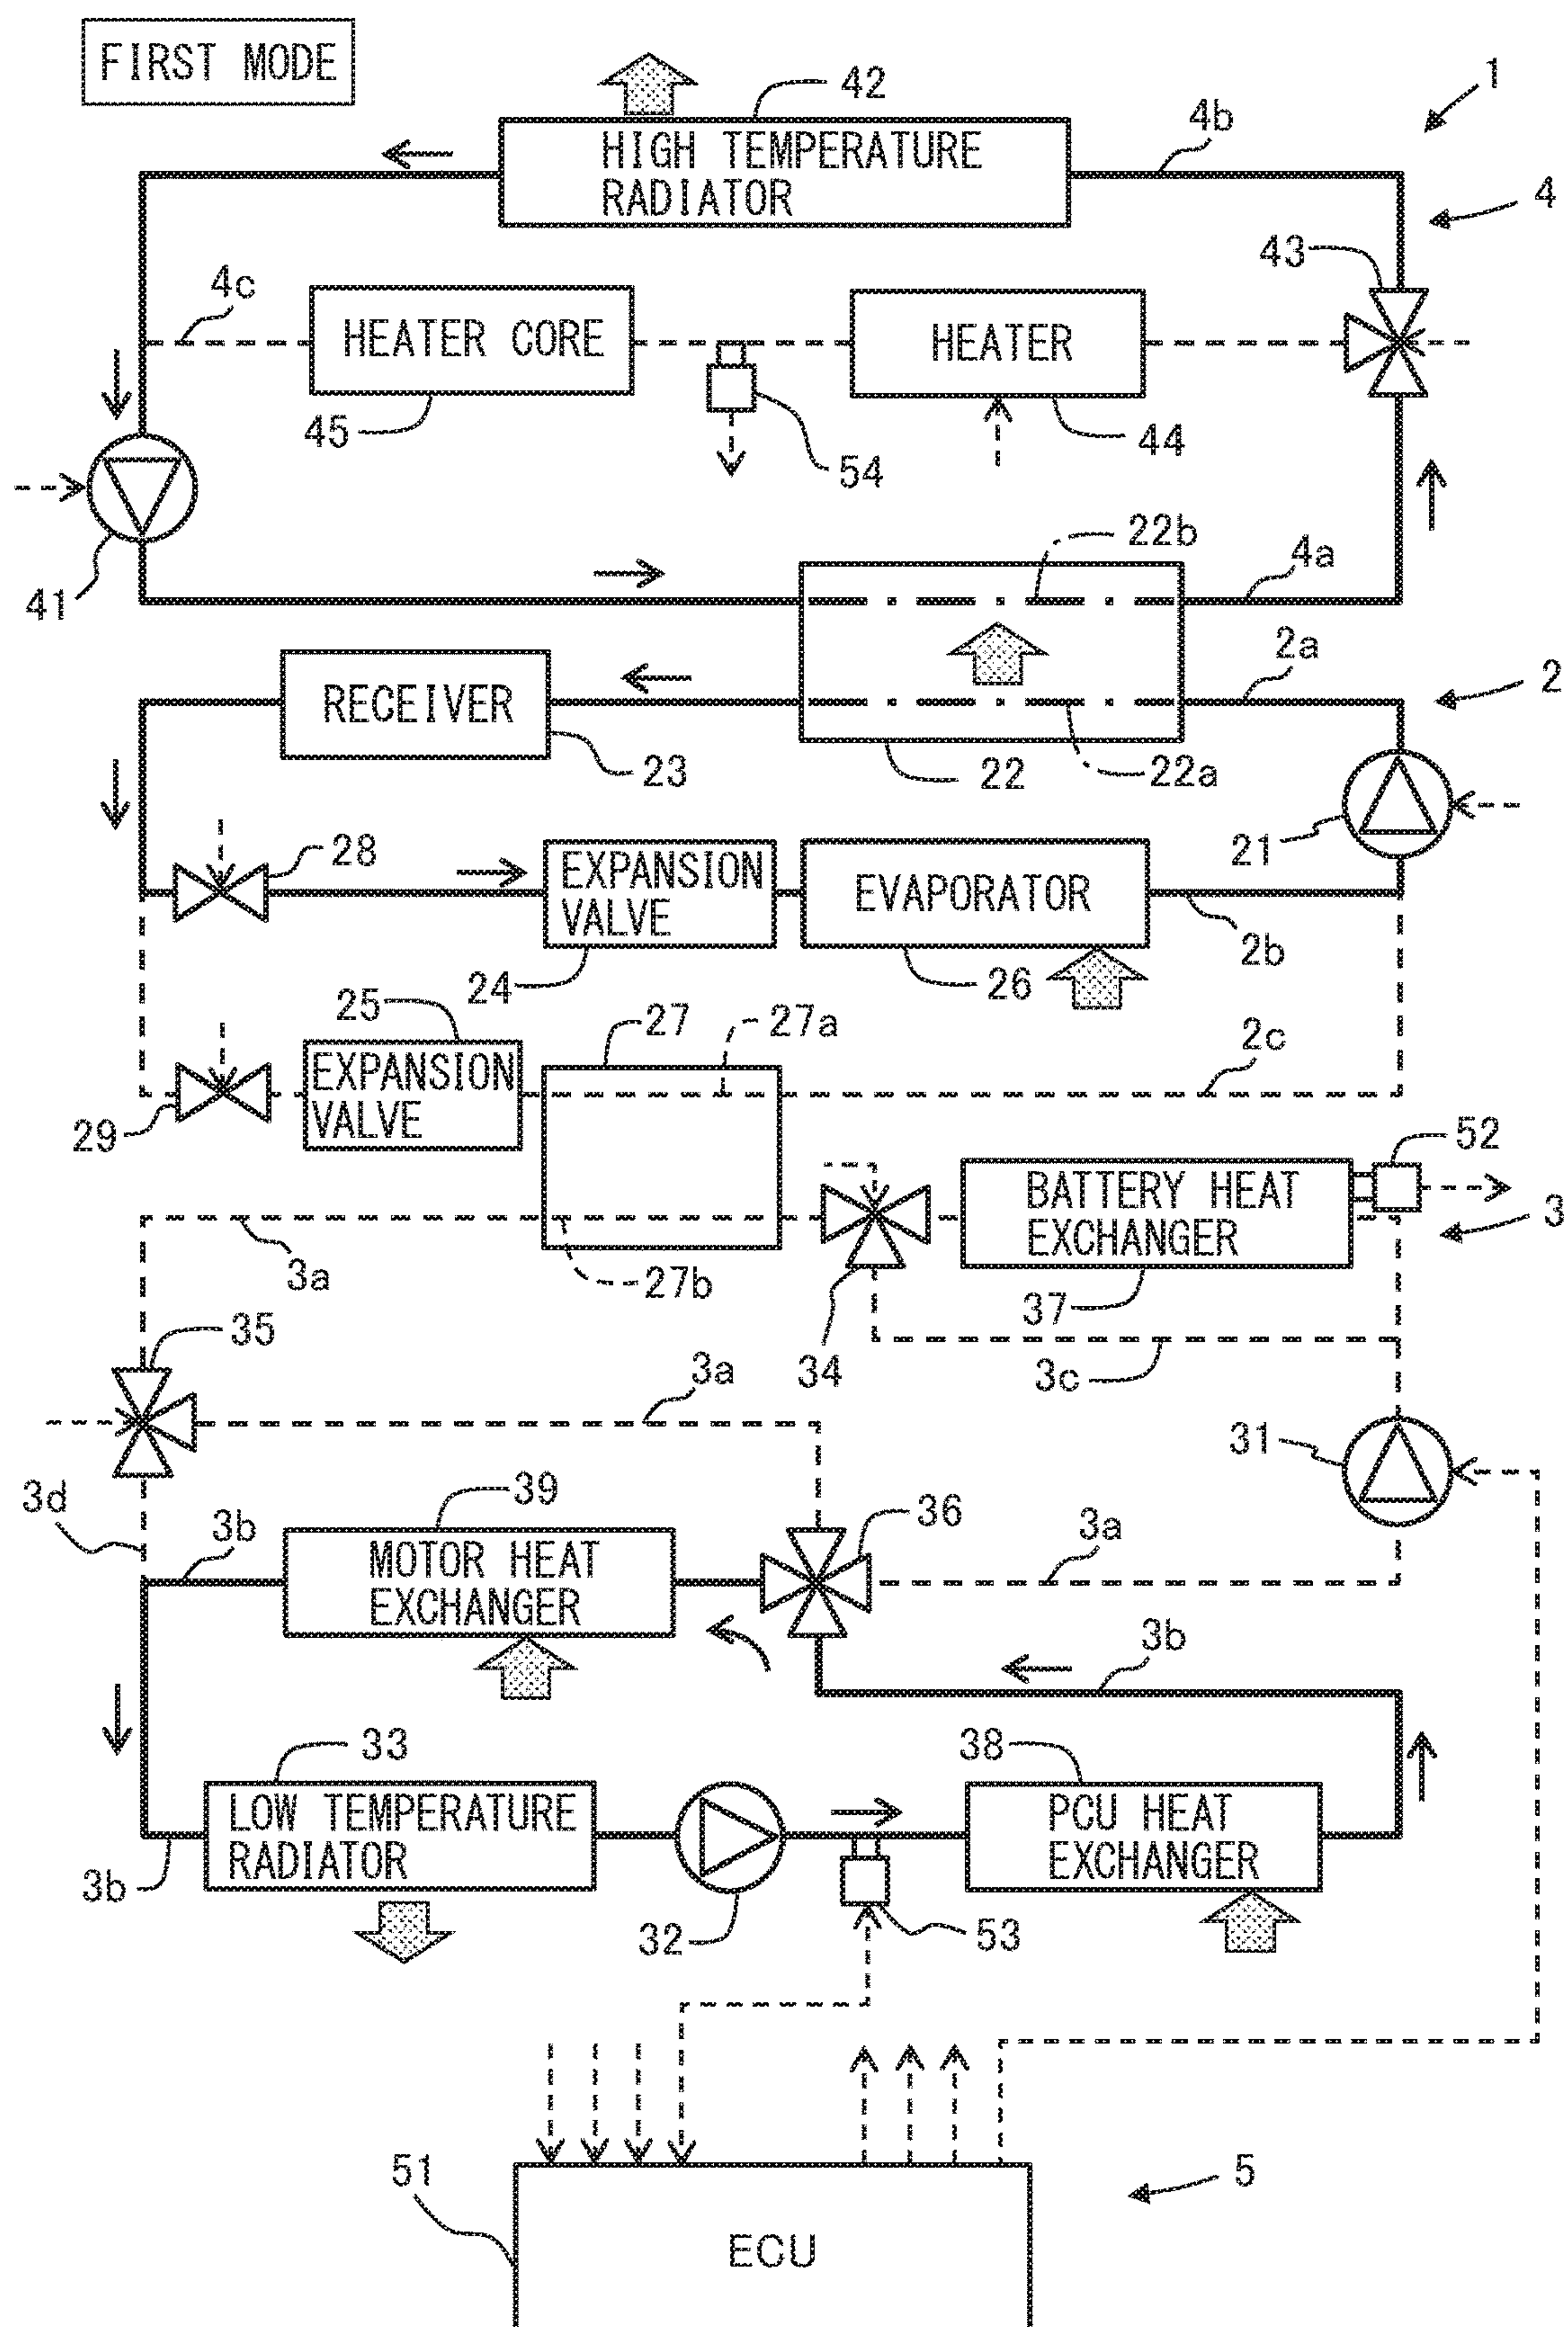 FIRST MODE
42
1
HIGH TEMPERATURE
RADIATOR
4b
4
43
4c
HEATER CORE
HEATER
45
54
44
41
22b
4a
2a
2
RECEIVER
23
22
22a
21
28
EXPANSION
VALVE
EVAPORATOR
24
26
2b
25
27
27a
2c
EXPANSION
VALVE
29
52
BATTERY HEAT
EXCHANGER
3
3a
27b
37
35
34
3c
3a
31
3d
39
36
3b
3a
MOTOR HEAT
EXCHANGER
3b
33
38
LOW TEMPERATURE
RADIATOR
PCU HEAT
EXCHANGER
3b
32
53
51
5
ECU